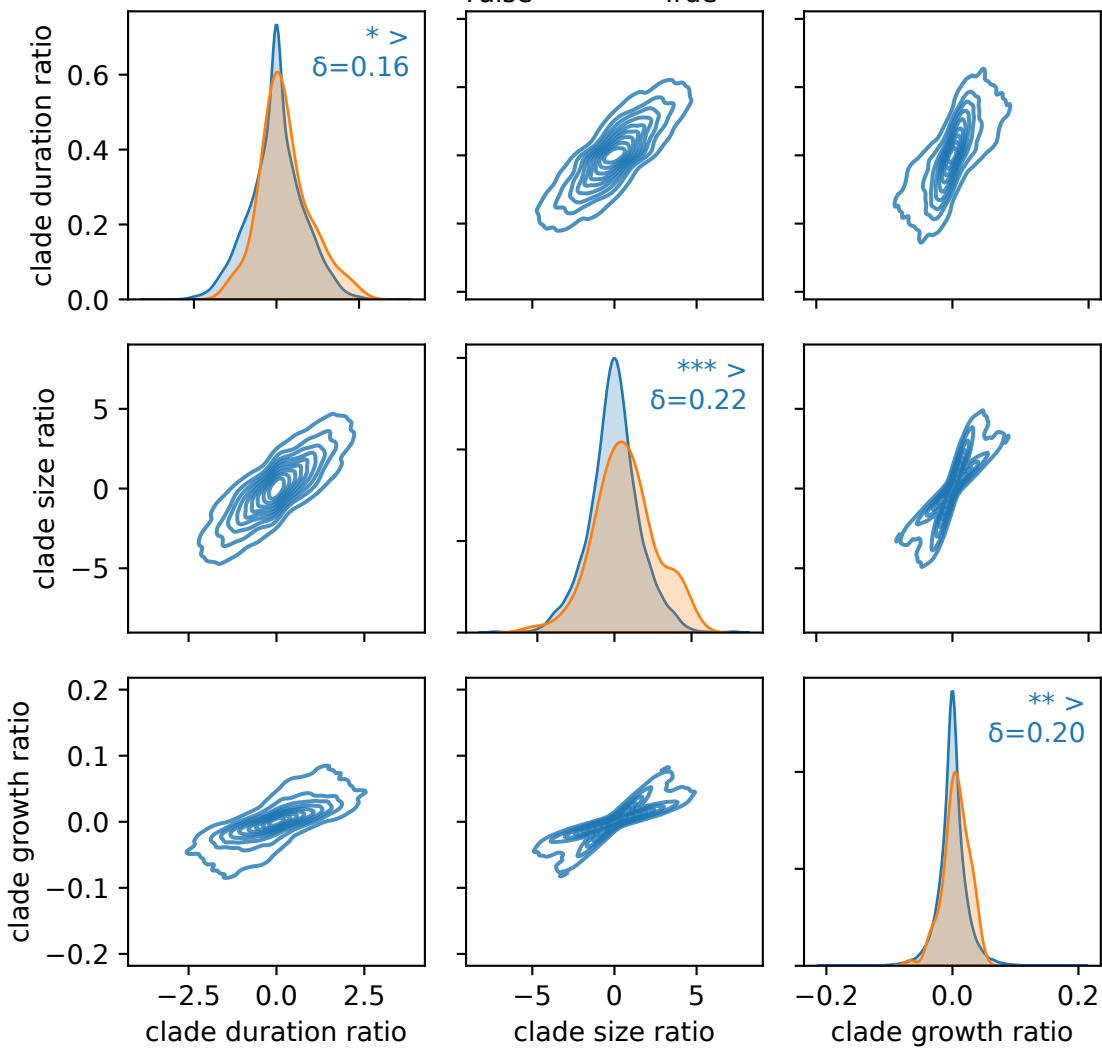 False True
clade duration ratio
0.6
0.4
0.2
0.0
* >
δ=0.16
clade size ratio
5
0
−5
*** >
δ=0.22
clade growth ratio
0.2
0.1
0.0
−0.1
−0.2
** >
δ=0.20
−2.5 0.0 2.5
−5 0 5
−0.2 0.0 0.2
clade duration ratio
clade size ratio
clade growth ratio